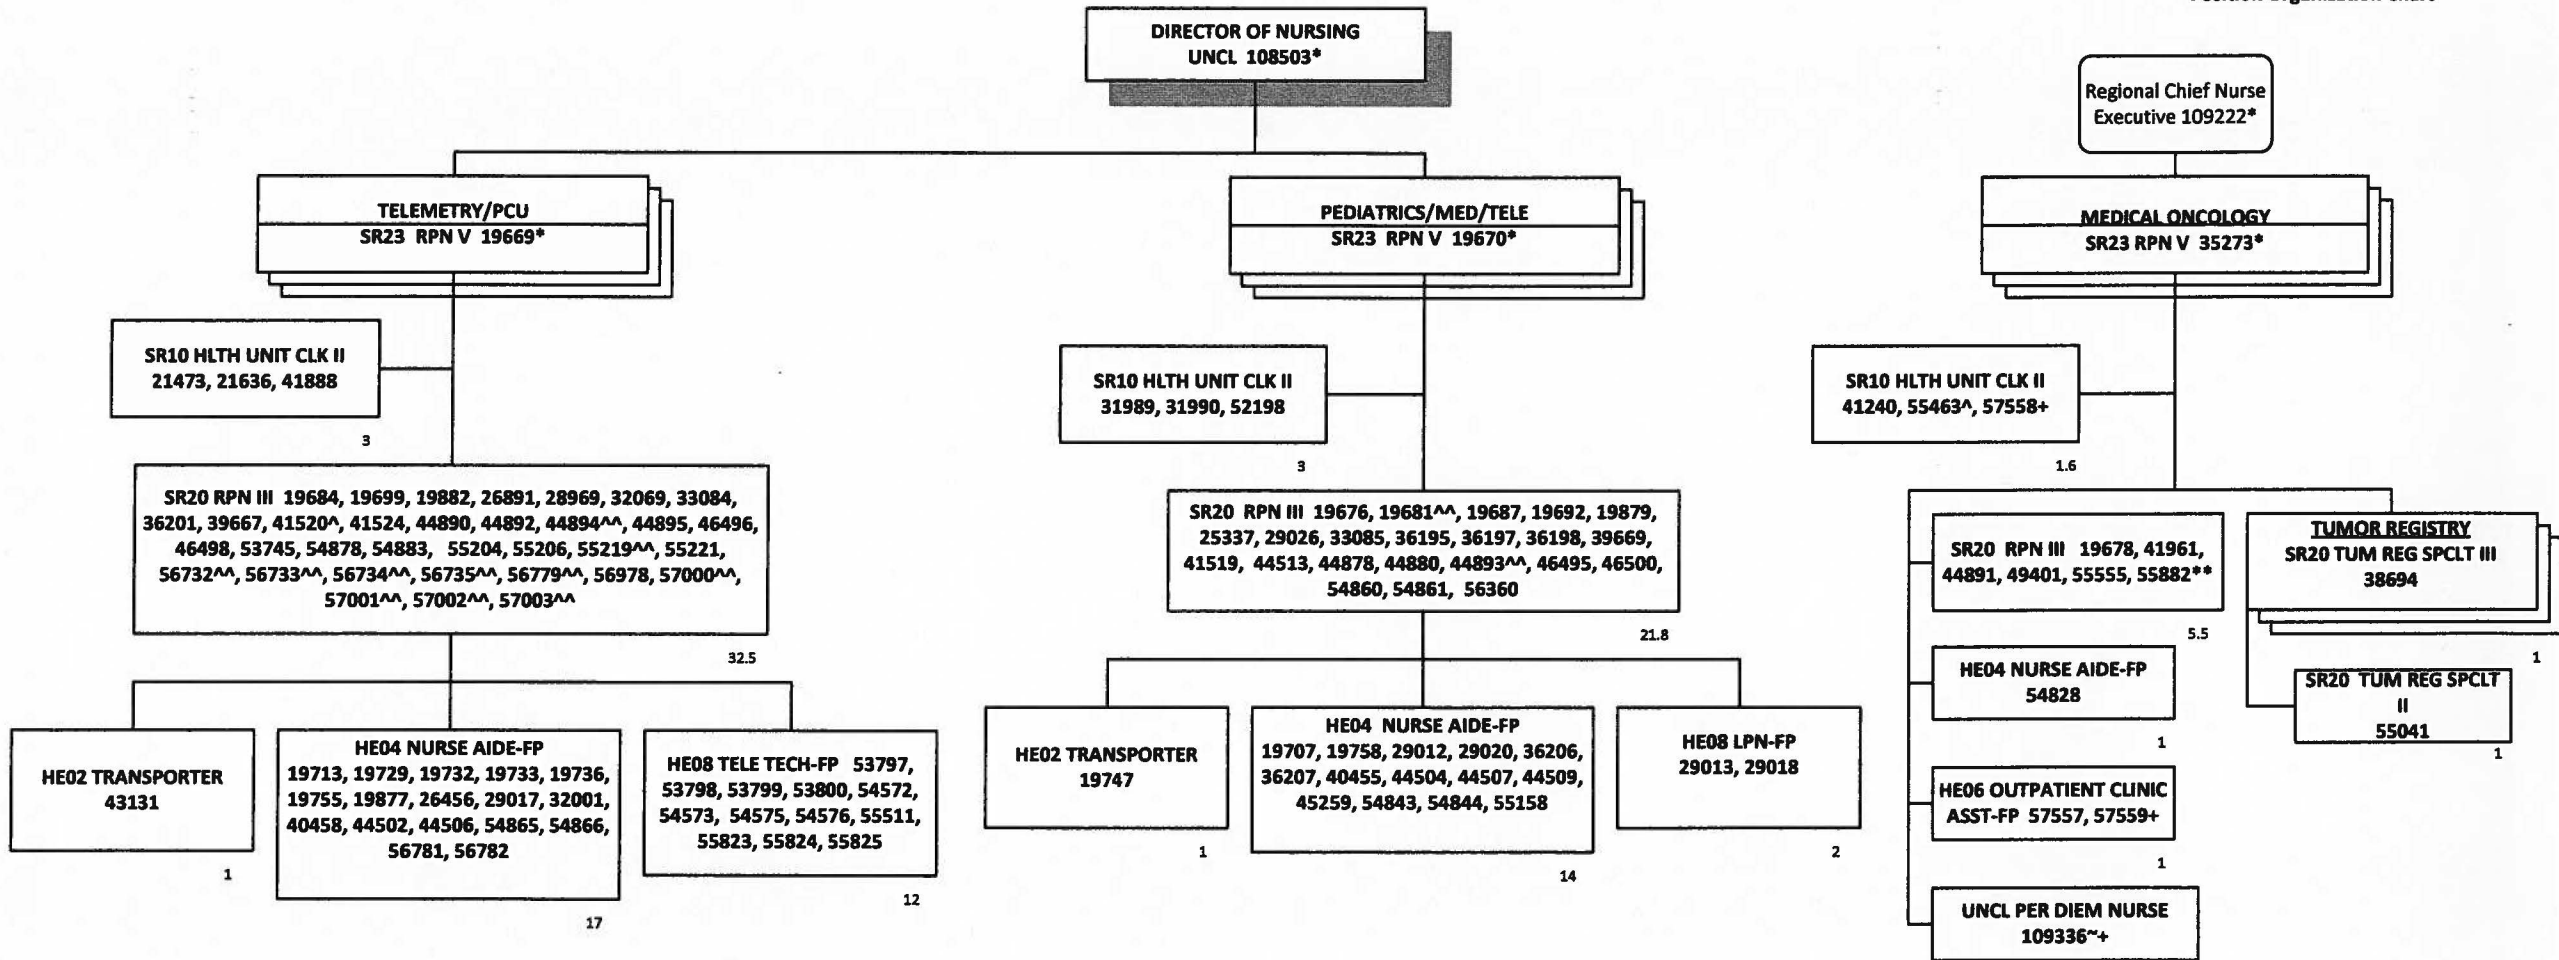 DIRECTOR OF NURSING
UNCL 108503*
Regional Chief Nurse
Executive 109222*
TELEMETRY/PCU
SR23 RPN V 19669*
PEDIATRICS/MED/TELE
SR23 RPN V 19670*
MEDICAL ONCOLOGY
SR23 RPN V 35273*
SR10 HLTH UNIT CLK II
21473, 21636, 41888
3
SR10 HLTH UNIT CLK II
31989, 31990, 52198
3
SR10 HLTH UNIT CLK II
41240, 55463^, 57558+
1.6
SR20 RPN III 19684, 19699, 19882, 26891, 28969, 32069, 33084,
36201, 39667, 41520^, 41524, 44890, 44892, 44894^^, 44895, 46496,
46498, 53745, 54878, 54883, 55204, 55206, 55219^^, 55221,
56732^^, 56733^^, 56734^^, 56735^^, 56779^^, 56978, 57000^^,
57001^^, 57002^^, 57003^^
32.5
SR20 RPN III 19676, 19681^^, 19687, 19692, 19879,
25337, 29026, 33085, 36195, 36197, 36198, 39669,
41519, 44513, 44878, 44880, 44893^^, 46495, 46500,
54860, 54861, 56360
21.8
SR20 RPN III 19678, 41961,
44891, 49401, 55555, 55882**
5.5
TUMOR REGISTRY
SR20 TUM REG SPCLT III
38694
1
HE04 NURSE AIDE-FP
54828
1
SR20 TUM REG SPCLT
II
55041
1
HE06 OUTPATIENT CLINIC
ASST-FP 57557, 57559+
1
UNCL PER DIEM NURSE
109336~+
HE02 TRANSPORTER
43131
1
HE04 NURSE AIDE-FP
19713, 19729, 19732, 19733, 19736,
19755, 19877, 26456, 29017, 32001,
40458, 44502, 44506, 54865, 54866,
56781, 56782
17
HE08 TELE TECH-FP 53797,
53798, 53799, 53800, 54572,
54573, 54575, 54576, 55511,
55823, 55824, 55825
12
HE02 TRANSPORTER
19747
1
HE04 NURSE AIDE-FP
19707, 19758, 29012, 29020, 36206,
36207, 40455, 44504, 44507, 44509,
45259, 54843, 54844, 55158
14
HE08 LPN-FP
29013, 29018
2